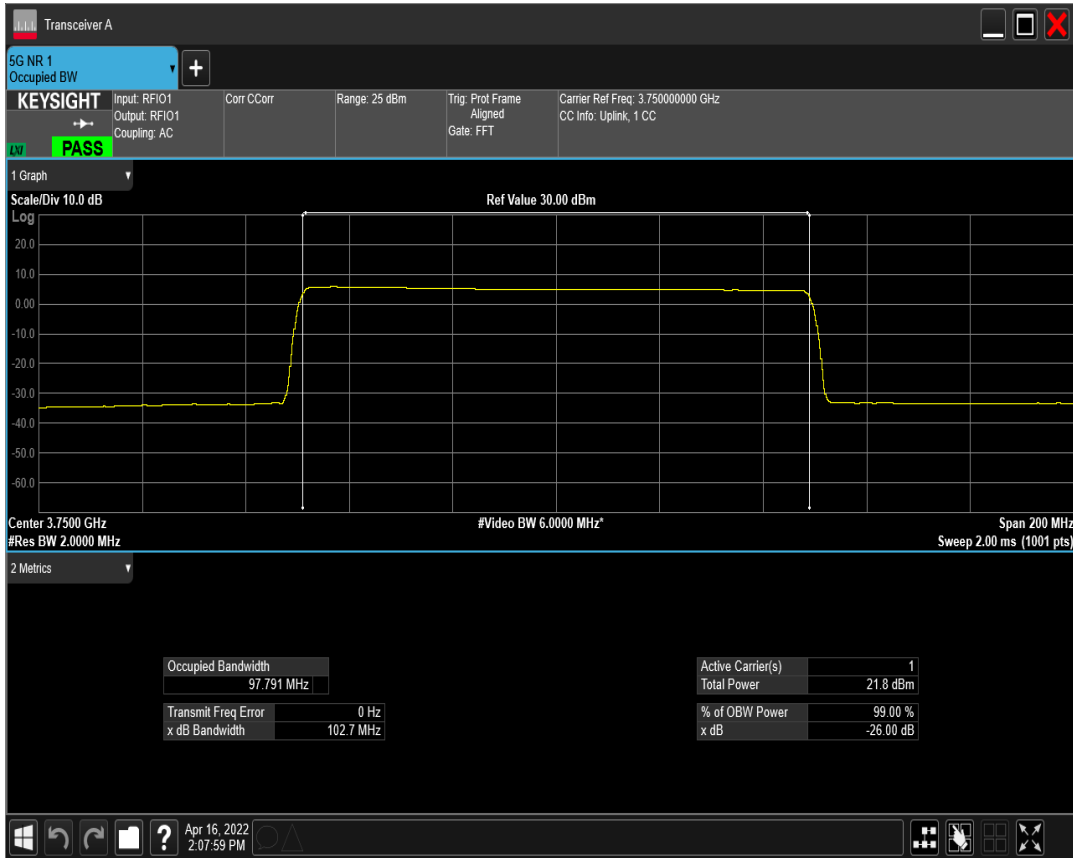 Transceiver A
5G NR 1
Occupied BW
+
KEYSIGHT
LXI
PASS
Input: RFIO1
Output: RFIO1
Coupling: AC
Corr CCorr
Range: 25 dBm
Trig: Prot Frame
Aligned
Gate: FFT
Carrier Ref Freq: 3.750000000 GHz
CC Info: Uplink, 1 CC
1 Graph
Scale/Div 10.0 dB
Ref Value 30.00 dBm
Log
20.0
10.0
0.00
-10.0
-20.0
-30.0
-40.0
-50.0
-60.0
Center 3.7500 GHz
#Video BW 6.0000 MHz*
Span 200 MHz
#Res BW 2.0000 MHz
Sweep 2.00 ms (1001 pts)
2 Metrics
Occupied Bandwidth
97.791 MHz
Transmit Freq Error 0 Hz
x dB Bandwidth 102.7 MHz
Active Carrier(s) 1
Total Power 21.8 dBm
% of OBW Power 99.00 %
x dB -26.00 dB
?
Apr 16, 2022
2:07:59 PM